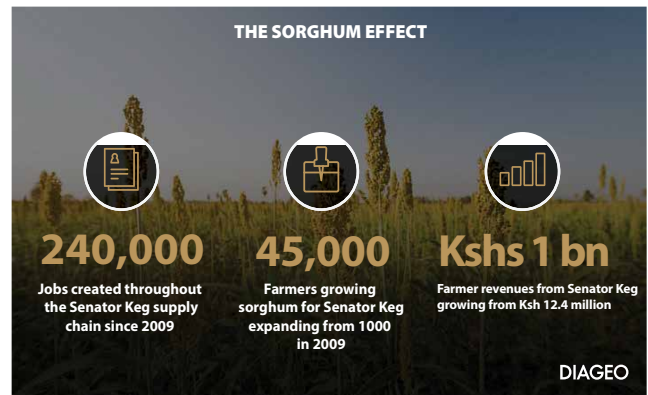 THE SORGHUM EFFECT
240,000
Jobs created throughout
the Senator Keg supply
chain since 2009
45,000
Farmers growing
sorghum for Senator Keg
expanding from 1000
in 2009
Kshs 1 bn
Farmer revenues from Senator Keg
growing from Ksh 12.4 million
DIAGEO